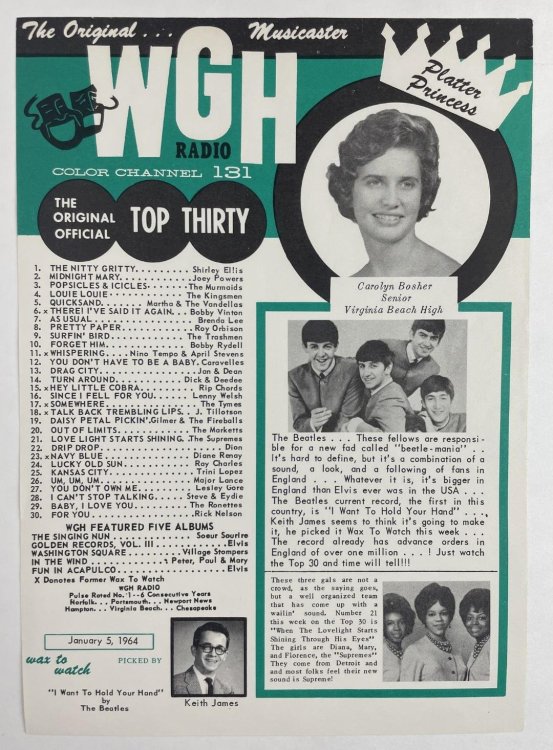 The Original . . . Musicaster
WGH
RADIO
COLOR CHANNEL 131
Platter
Princess
THE
ORIGINAL
OFFICIAL
TOP THIRTY
1. THE NITTY GRITTY. . . . . . . . . . Shirley Ellis
2. MIDNIGHT MARY. . . . . . . . . . . Joey Powers
3. POPSICLES & ICICLES. . . . The Murmaids
4. LOUIE LOUIE . . . . . . . . The Kingsmen
5. QUICKSAND. . . . . . Martha & The Vandellas
6. x THERE! I'VE SAID IT AGAIN. . . Bobby Vinton
7. AS USUAL. . . . . . . . . . . . . Brenda Lee
8. PRETTY PAPER. . . . . . . . . Roy Orbison
9. SURFIN' BIRD. . . . . . . . The Trashmen
10. FORGET HIM. . . . . . . . . . Bobby Rydell
11. x WHISPERING. . . . Nino Tempo & April Stevens
12. YOU DON'T HAVE TO BE A BABY. Caravelles
13. DRAG CITY. . . . . . . . . . . Jan & Dean
14. TURN AROUND. . . . . . . . Dick & Deedee
15. x HEY LITTLE COBRA. . . . . . . Rip Chords
16. SINCE I FELL FOR YOU. . . . . Lenny Welsh
17. x SOMEWHERE. . . . . . . . . . . The Tymes
18. x TALK BACK TREMBLING LIPS. . J. Tillotson
19. DAISY PETAL PICKIN'.Gilmer & The Fireballs
20. OUT OF LIMITS. . . . . . . . The Marketts
21. LOVE LIGHT STARTS SHINING. .The Supremes
22. DRIP DROP. . . . . . . . . . . . . . Dion
23. x NAVY BLUE. . . . . . . . . . Diane Renay
24. LUCKY OLD SUN. . . . . . . . Ray Charles
25. KANSAS CITY. . . . . . . . . . Trini Lopez
26. UM, UM, UM. . . . . . . . . . Major Lance
27. YOU DON'T OWN ME. . . . . . . Lesley Gore
28. I CAN'T STOP TALKING. . . . Steve & Eydie
29. BABY, I LOVE YOU. . . . . . The Ronettes
30. FOR YOU. . . . . . . . . . . . Rick Nelson
WGH FEATURED FIVE ALBUMS
THE SINGING NUN . . . . . . . . Soeur Sourire
GOLDEN RECORDS, VOL. III. . . . . . . . Elvis
WASHINGTON SQUARE. . . . . . Village Stompers
IN THE WIND . . . . . . . . Peter, Paul & Mary
FUN IN ACAPULCO. . . . . . . . . . . . Elvis
X Donates Former Wax To Watch
WGH RADIO
Pulse Rated No. 1--6 Consecutive Years
Norfolk... Portsmouth... Newport News
Hampton... Virginia Beach... Chesapeake
January 5, 1964
wax to
watch
PICKED BY
"I Want To Hold Your Hand"
by
The Beatles
Keith James
Carolyn Bosher
Senior
Virginia Beach High
The Beatles . . . These fellows are responsi-
ble for a new fad called "beetle-mania" . .
It's hard to define, but it's a combination of a
sound, a look, and a following of fans in
England . . . Whatever it is, it's bigger in
England than Elvis ever was in the USA . . .
The Beatles current record, the first in this
country, is "I Want To Hold Your Hand" . . .,
Keith James seems to think it's going to make
it, he picked it Wax To Watch this week . . .
The record already has advance orders in
England of over one million . . . ! Just watch
the Top 30 and time will tell!!!
These three gals are not a
crowd, as the saying goes,
but a well organized team
that has come up with a
wailin' sound. Number 21
this week on the Top 30 is
"When The Lovelight Starts
Shining Through His Eyes"
The girls are Diana, Mary,
and Florence, the "Supremes"
They come from Detroit and
and most folks feel their new
sound is Supreme!